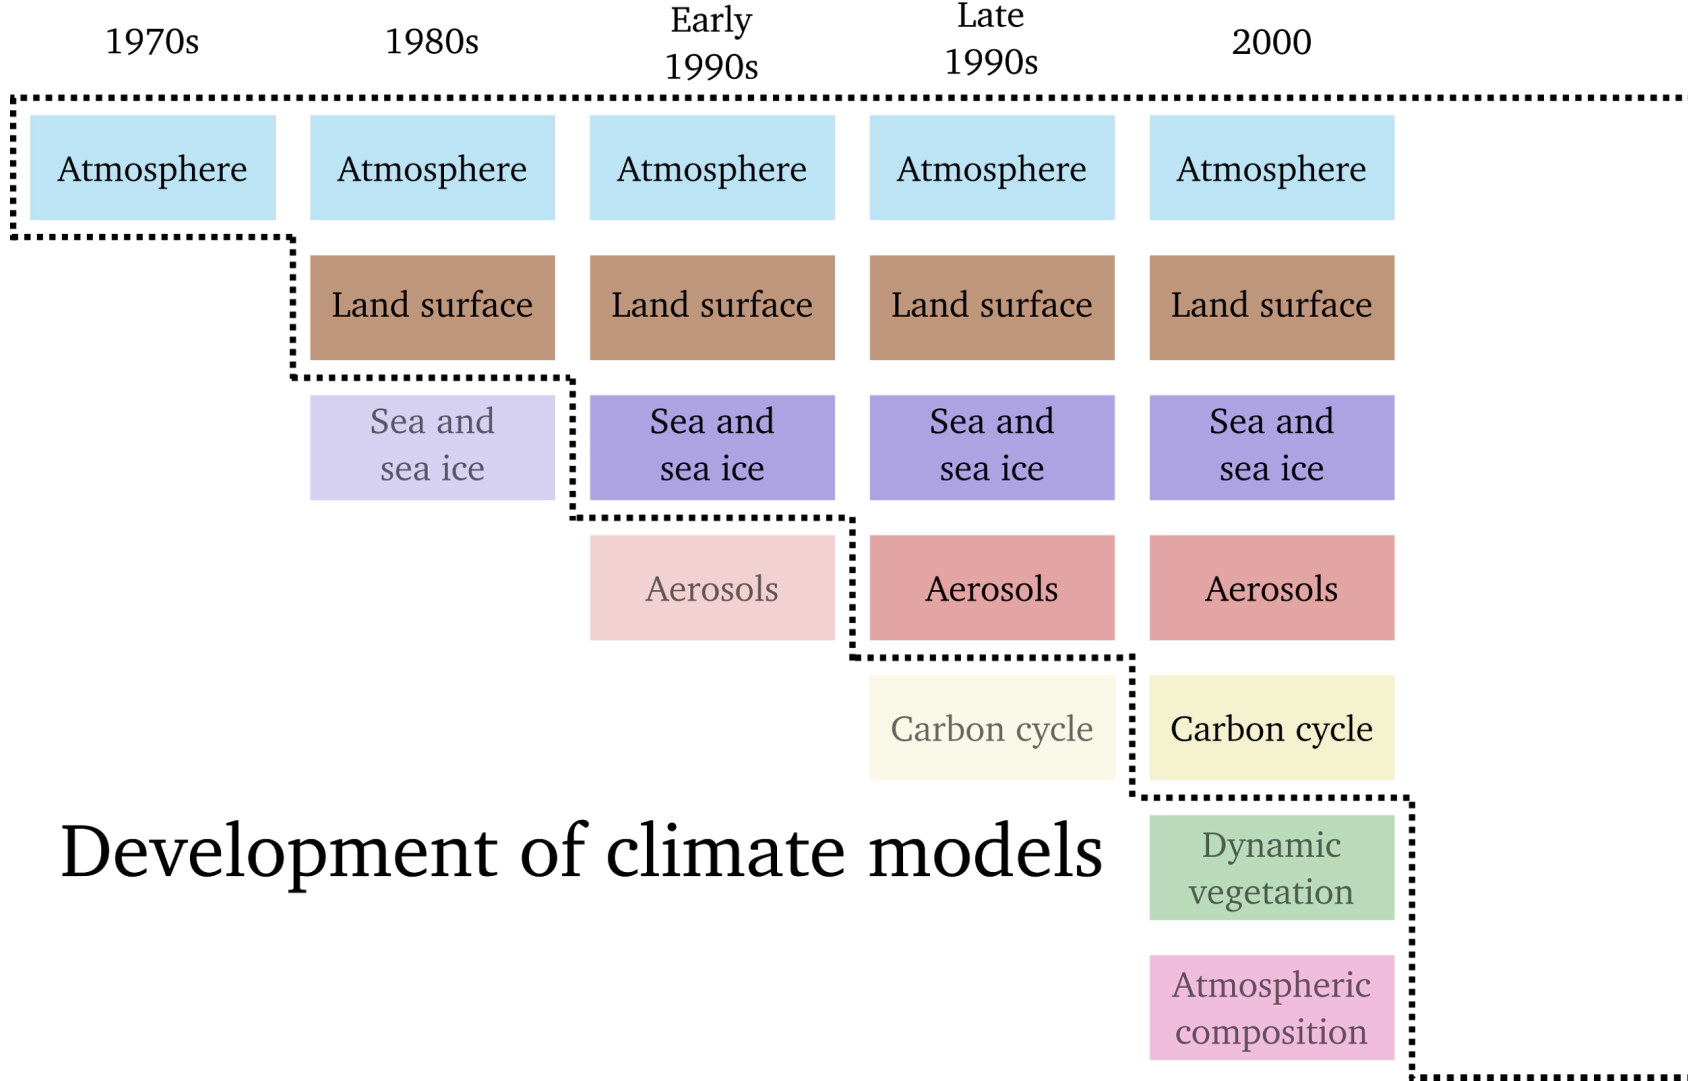 1970s
1980s
Early
1990s
Late
1990s
2000
Atmosphere
Atmosphere
Atmosphere
Atmosphere
Atmosphere
Land surface
Land surface
Land surface
Land surface
Sea and
sea ice
Sea and
sea ice
Sea and
sea ice
Sea and
sea ice
Aerosols
Aerosols
Aerosols
Carbon cycle
Carbon cycle
Development of climate models
Dynamic
vegetation
Atmospheric
composition